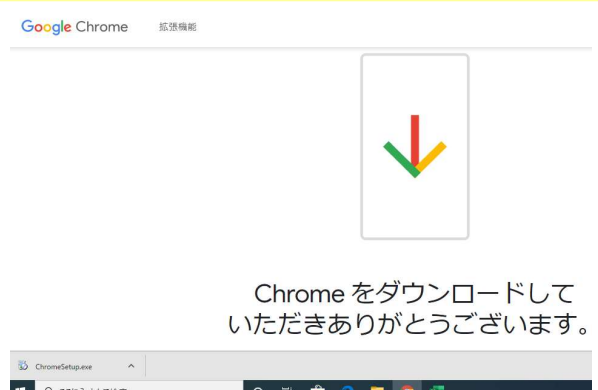 Google Chrome 拡張機能
Chrome をダウンロードして
いただきありがとうございます。
ChromeSetup.exe